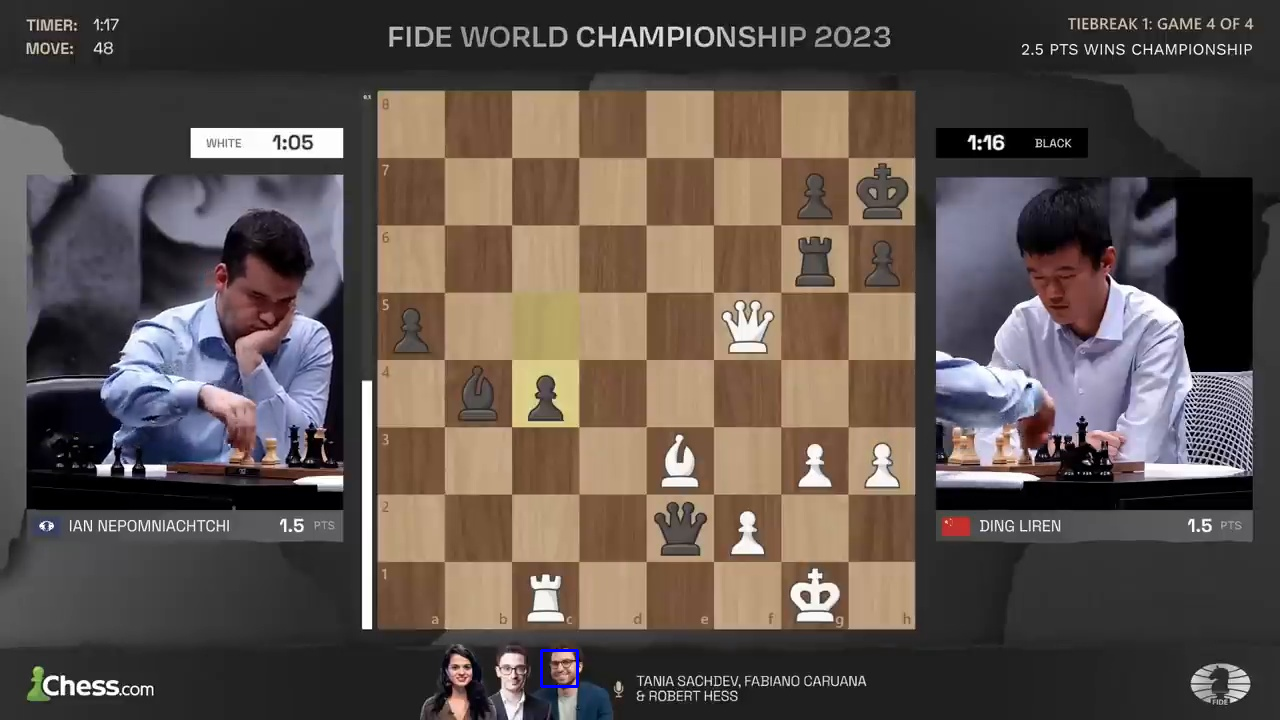 TIMER: 1:17
MOVE: 48
FIDE WORLD CHAMPIONSHIP 2023
TIEBREAK 1: GAME 4 OF 4
2.5 PTS WINS CHAMPIONSHIP
WHITE 1:05
1:16 BLACK
8
7
6
5
4
3
2
1
a b c d e f g h
IAN NEPOMNIACHTCHI 1.5 PTS
DING LIREN 1.5 PTS
Chess.com
TANIA SACHDEV, FABIANO CARUANA
& ROBERT HESS
FIDE